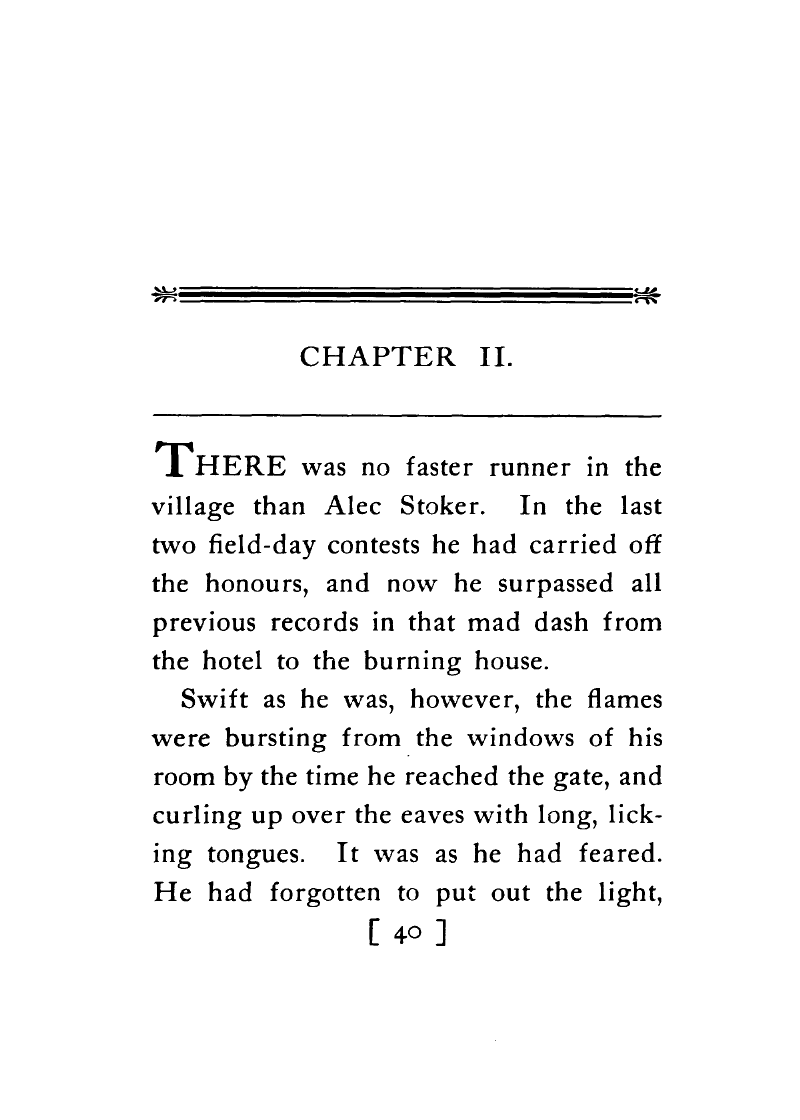 CHAPTER II.
THERE was no faster runner in the
village than Alec Stoker. In the last
two field-day contests he had carried off
the honours, and now he surpassed all
previous records in that mad dash from
the hotel to the burning house.
Swift as he was, however, the flames
were bursting from the windows of his
room by the time he reached the gate, and
curling up over the eaves with long, lick-
ing tongues. It was as he had feared.
He had forgotten to put out the light,
[ 40 ]